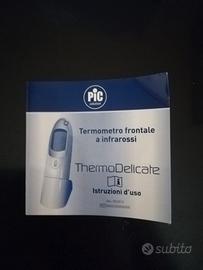 PiC
solution
Termometro frontale
a infrarossi
ThermoDelicate
Istruzioni d'uso
subito